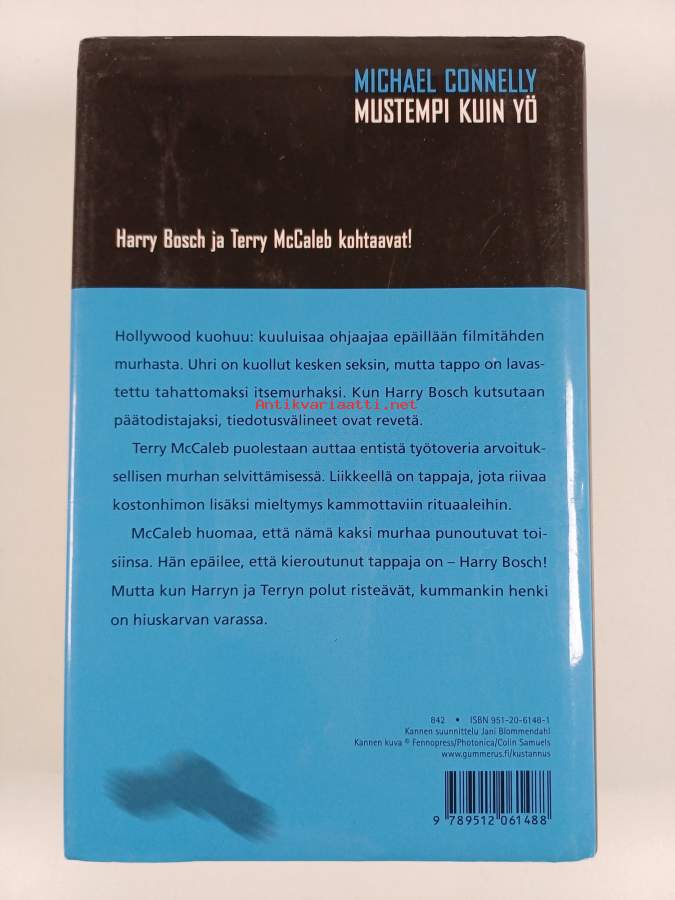 MICHAEL CONNELLY
MUSTEMPI KUIN YÖ
Harry Bosch ja Terry McCaleb kohtaavat!
Hollywood kuohuu: kuuluisaa ohjaajaa epäillään filmitähden
murhasta. Uhri on kuollut kesken seksin, mutta tappo on lavas-
tettu tahattomaksi itsemurhaksi. Kun Harry Bosch kutsutaan
Antikvariaatti.net
päätodistajaksi, tiedotusvälineet ovat revetä.
Terry McCaleb puolestaan auttaa entistä työtoveria arvoituk-
sellisen murhan selvittämisessä. Liikkeellä on tappaja, jota riivaa
kostonhimon lisäksi mieltymys kammottaviin rituaaleihin.
McCaleb huomaa, että nämä kaksi murhaa punoutuvat toi-
siinsa. Hän epäilee, että kieroutunut tappaja on – Harry Bosch!
Mutta kun Harryn ja Terryn polut risteävät, kummankin henki
on hiuskarvan varassa.
842 • ISBN 951-20-6148-1
Kannen suunnittelu Jani Blommendahl
Kannen kuva © Fennopress/Photonica/Colin Samuels
www.gummerus.fi/kustannus
9 789512 061488